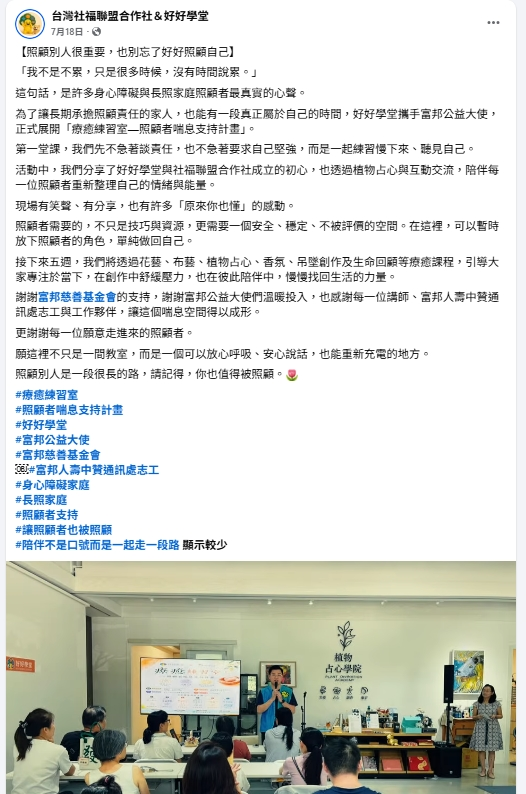 台灣社福聯盟合作社＆好好學堂
7月18日 ·
【照顧別人很重要，也別忘了好好照顧自己】
「我不是不累，只是很多時候，沒有時間說累。」
這句話，是許多身心障礙與長照家庭照顧者最真實的心聲。
為了讓長期承擔照顧責任的家人，也能有一段真正屬於自己的時間，好好學堂攜手富邦公益大使，
正式展開「療癒練習室—照顧者喘息支持計畫」。
第一堂課，我們先不急著談責任，也不急著要求自己堅強，而是一起練習慢下來、聽見自己。
活動中，我們分享了好好學堂與社福聯盟合作社成立的初心，也透過植物占心與互動交流，陪伴每
一位照顧者重新整理自己的情緒與能量。
現場有笑聲、有分享，也有許多「原來你也懂」的感動。
照顧者需要的，不只是技巧與資源，更需要一個安全、穩定、不被評價的空間。在這裡，可以暫時
放下照顧者的角色，單純做回自己。
接下來五週，我們將透過花藝、布藝、植物占心、香氛、吊墜創作及生命回顧等療癒課程，引導大
家專注於當下，在創作中舒緩壓力，也在彼此陪伴中，慢慢找回生活的力量。
謝謝富邦慈善基金會的支持，謝謝富邦公益大使們溫暖投入，也感謝每一位講師、富邦人壽中贊通
訊處志工與工作夥伴，讓這個喘息空間得以成形。
更謝謝每一位願意走進來的照顧者。
願這裡不只是一間教室，而是一個可以放心呼吸、安心說話，也能重新充電的地方。
照顧別人是一段很長的路，請記得，你也值得被照顧。🌷
#療癒練習室
#照顧者喘息支持計畫
#好好學堂
#富邦公益大使
#富邦慈善基金會
#富邦人壽中贊通訊處志工
#身心障礙家庭
#長照家庭
#照顧者支持
#讓照顧者也被照顧
#陪伴不是口號而是一起走一段路 顯示較少
好好學堂
植物
占心學院
PLANT DIVINATION
ACADEMY